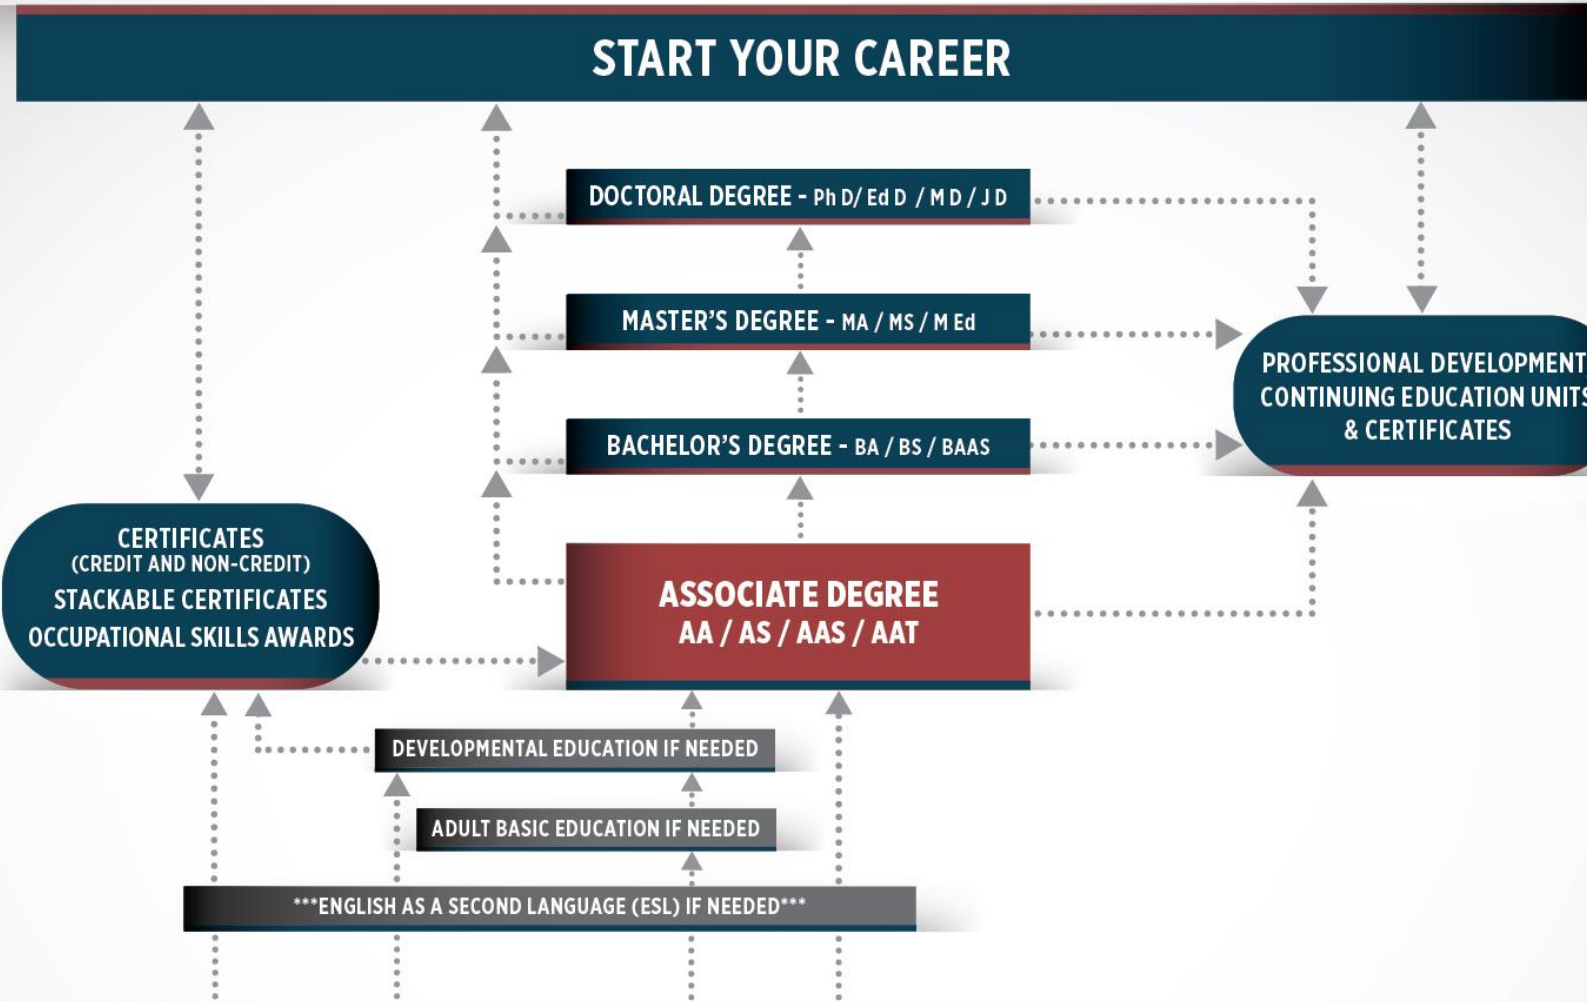 START YOUR CAREER
DOCTORAL DEGREE - Ph D/ Ed D / M D / J D
MASTER'S DEGREE - MA / MS / M Ed
BACHELOR'S DEGREE - BA / BS / BAAS
PROFESSIONAL DEVELOPMENT,
CONTINUING EDUCATION UNITS
& CERTIFICATES
CERTIFICATES
(CREDIT AND NON-CREDIT)
STACKABLE CERTIFICATES
OCCUPATIONAL SKILLS AWARDS
ASSOCIATE DEGREE
AA / AS / AAS / AAT
DEVELOPMENTAL EDUCATION IF NEEDED
ADULT BASIC EDUCATION IF NEEDED
***ENGLISH AS A SECOND LANGUAGE (ESL) IF NEEDED***